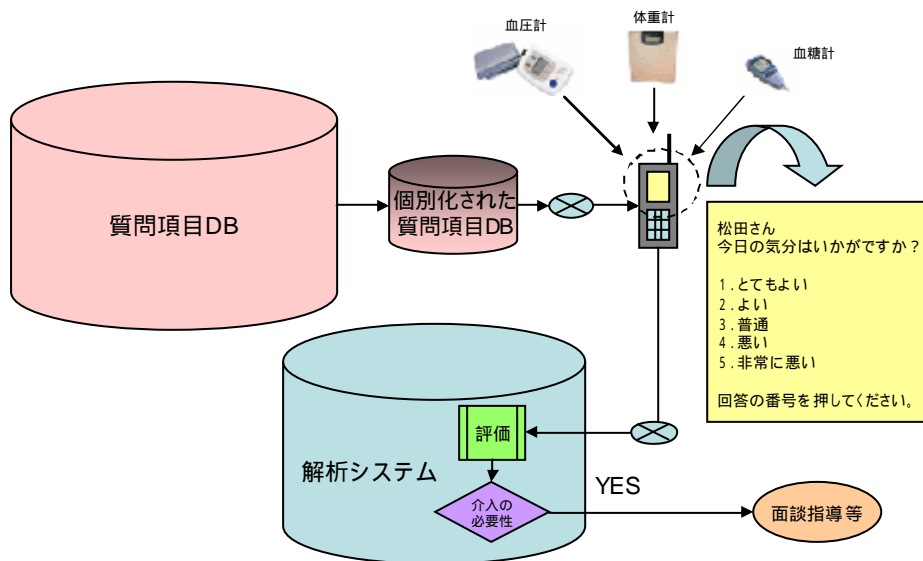 血圧計
体重計
血糖計
質問項目DB
個別化された
質問項目DB
松田さん
今日の気分はいかがですか？
1．とてもよい
2．よい
3．普通
4．悪い
5．非常に悪い
回答の番号を押してください。
解析システム
評価
介入の
必要性
YES
面談指導等